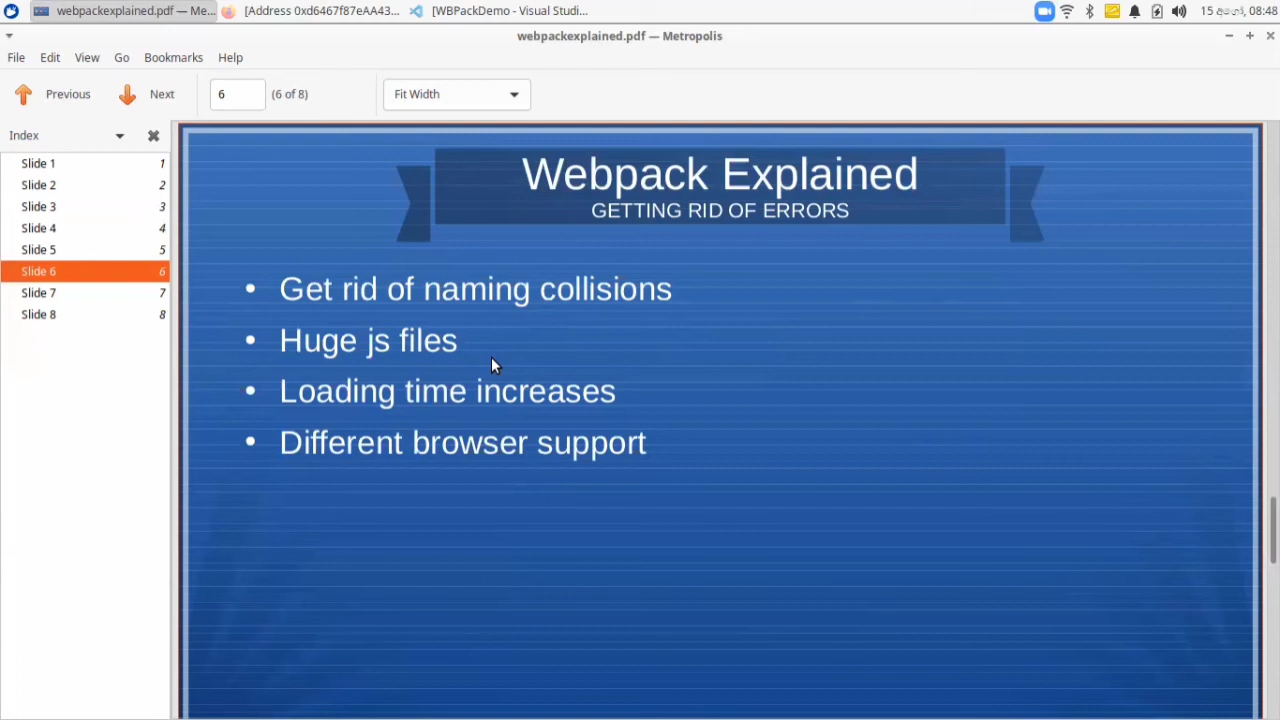 webpackexplained.pdf — Me...
[Address 0xd6467f87eAA43...
[WBPackDemo - Visual Studi...
15 අගෝ, 08:48
webpackexplained.pdf — Metropolis
File Edit View Go Bookmarks Help
Previous Next 6 (6 of 8) Fit Width
Index
Slide 1 1
Slide 2 2
Slide 3 3
Slide 4 4
Slide 5 5
Slide 6 6
Slide 7 7
Slide 8 8
Webpack Explained
GETTING RID OF ERRORS
• Get rid of naming collisions
• Huge js files
• Loading time increases
• Different browser support